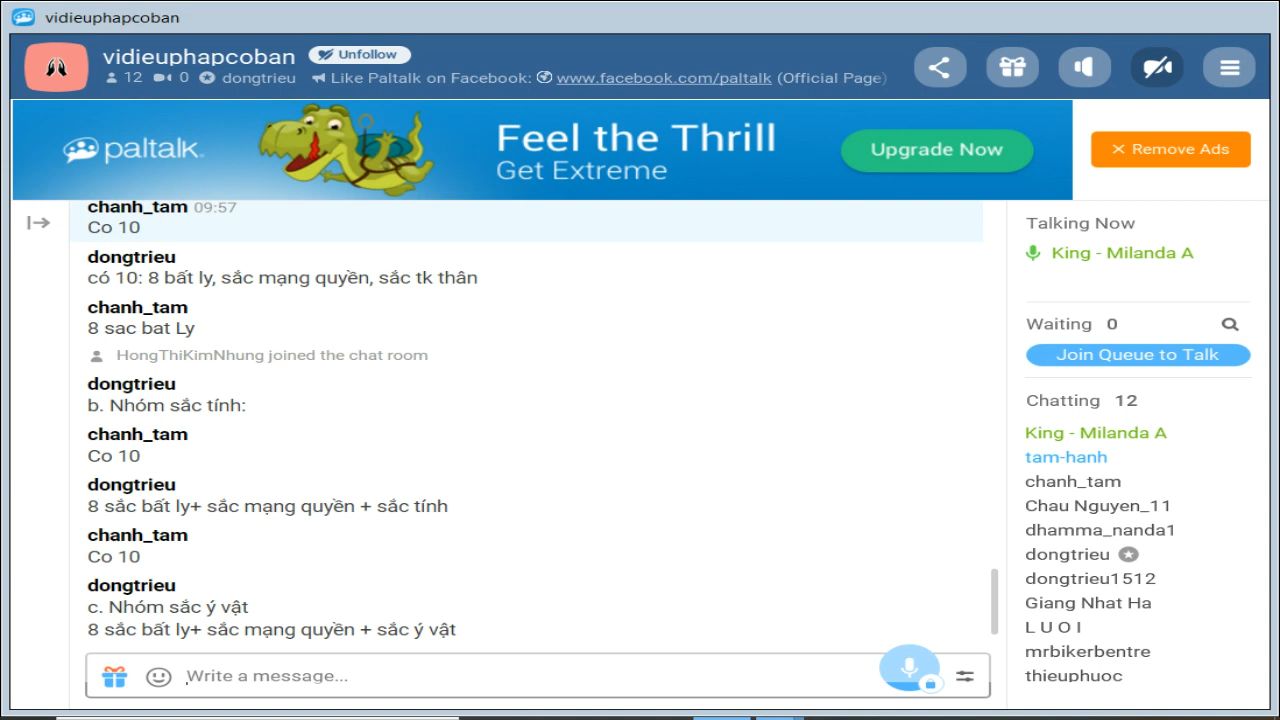 vidieuphapcoban
vidieuphapcoban Unfollow
12 0 dongtrieu Like Paltalk on Facebook: www.facebook.com/paltalk (Official Page)
paltalk
Feel the Thrill
Get Extreme
Upgrade Now
Remove Ads
chanh_tam 09:57
Co 10
dongtrieu
có 10: 8 bất ly, sắc mạng quyền, sắc tk thân
chanh_tam
8 sac bat Ly
HongThiKimNhung joined the chat room
dongtrieu
b. Nhóm sắc tính:
chanh_tam
Co 10
dongtrieu
8 sắc bất ly+ sắc mạng quyền + sắc tính
chanh_tam
Co 10
dongtrieu
c. Nhóm sắc ý vật
8 sắc bất ly+ sắc mạng quyền + sắc ý vật
Write a message...
Talking Now
King - Milanda A
Waiting 0
Join Queue to Talk
Chatting 12
King - Milanda A
tam-hanh
chanh_tam
Chau Nguyen_11
dhamma_nanda1
dongtrieu
dongtrieu1512
Giang Nhat Ha
L U O I
mrbikerbentre
thieuphuoc